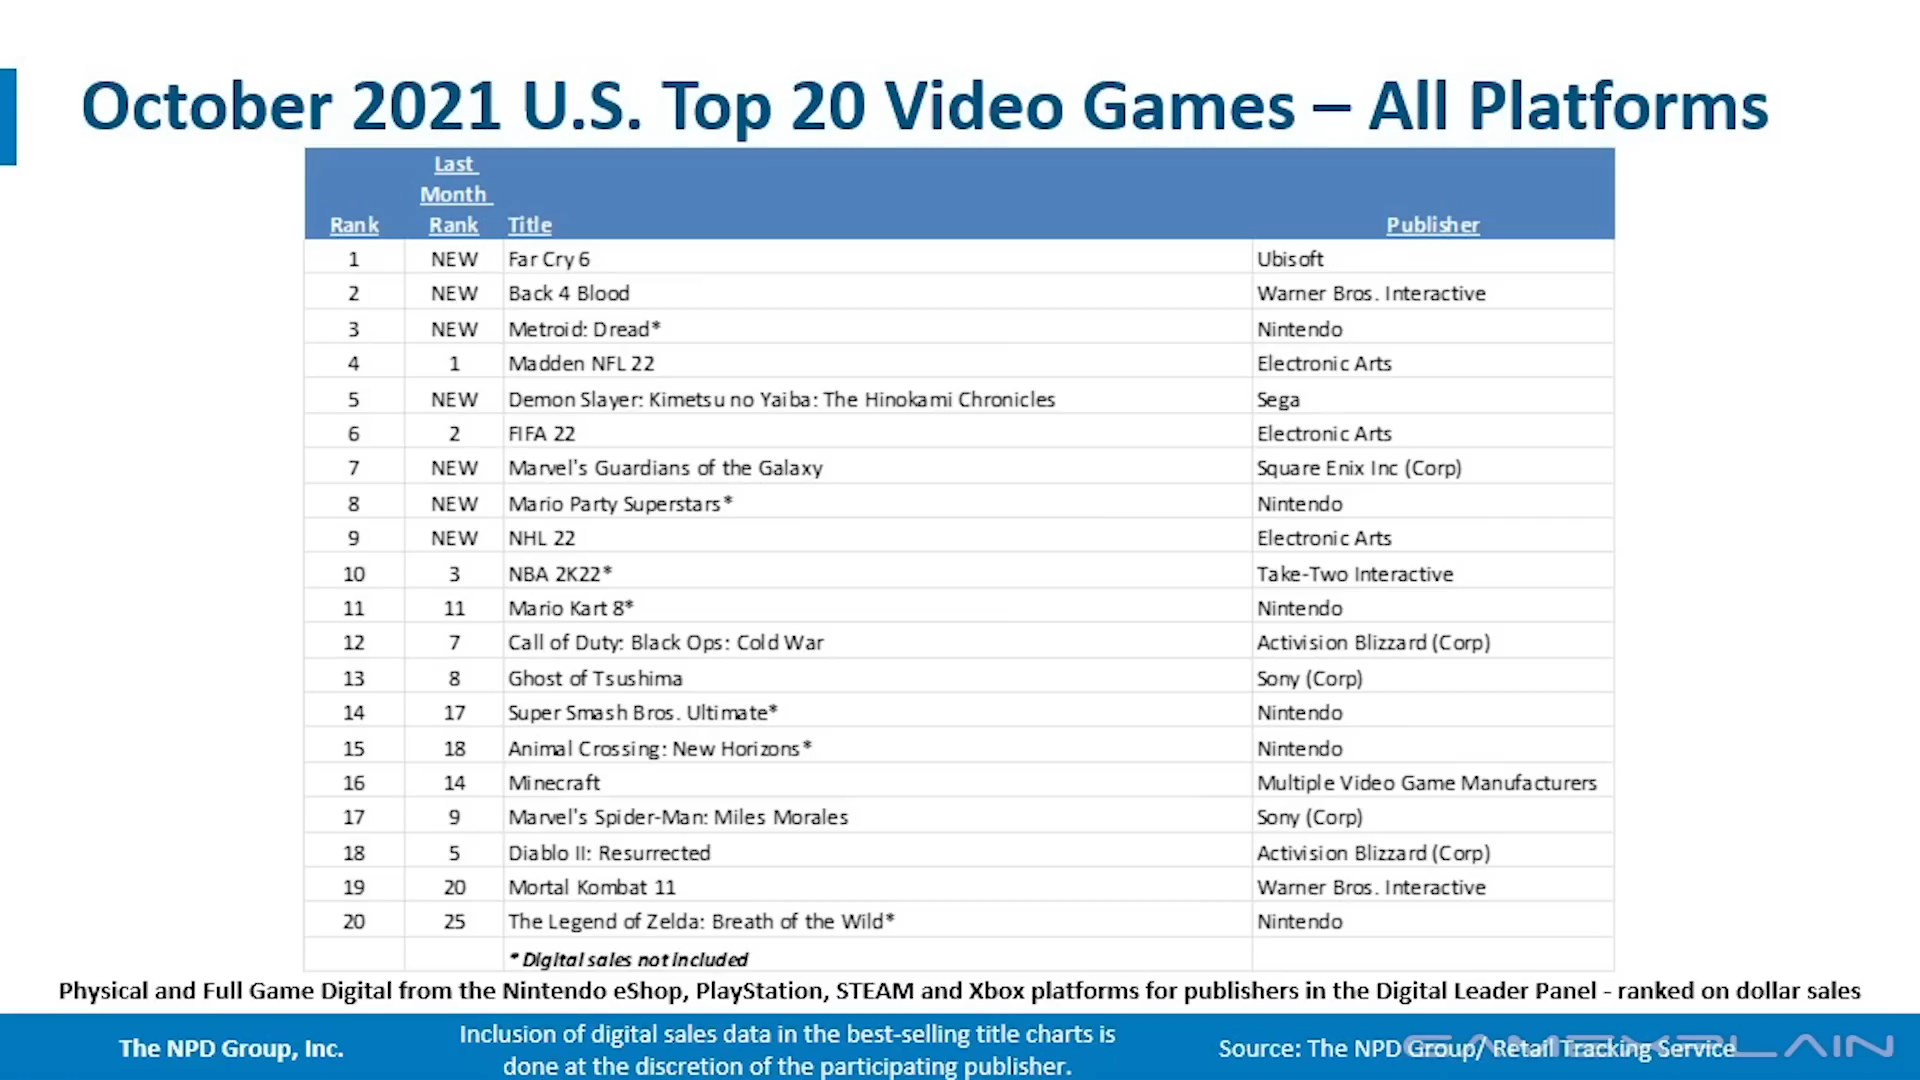 October 2021 U.S. Top 20 Video Games – All Platforms
Rank Last Month Rank Title Publisher
1 NEW Far Cry 6 Ubisoft
2 NEW Back 4 Blood Warner Bros. Interactive
3 NEW Metroid: Dread* Nintendo
4 1 Madden NFL 22 Electronic Arts
5 NEW Demon Slayer: Kimetsu no Yaiba: The Hinokami Chronicles Sega
6 2 FIFA 22 Electronic Arts
7 NEW Marvel's Guardians of the Galaxy Square Enix Inc (Corp)
8 NEW Mario Party Superstars* Nintendo
9 NEW NHL 22 Electronic Arts
10 3 NBA 2K22* Take-Two Interactive
11 11 Mario Kart 8* Nintendo
12 7 Call of Duty: Black Ops: Cold War Activision Blizzard (Corp)
13 8 Ghost of Tsushima Sony (Corp)
14 17 Super Smash Bros. Ultimate* Nintendo
15 18 Animal Crossing: New Horizons* Nintendo
16 14 Minecraft Multiple Video Game Manufacturers
17 9 Marvel's Spider-Man: Miles Morales Sony (Corp)
18 5 Diablo II: Resurrected Activision Blizzard (Corp)
19 20 Mortal Kombat 11 Warner Bros. Interactive
20 25 The Legend of Zelda: Breath of the Wild* Nintendo
* Digital sales not included
Physical and Full Game Digital from the Nintendo eShop, PlayStation, STEAM and Xbox platforms for publishers in the Digital Leader Panel - ranked on dollar sales
The NPD Group, Inc.
Inclusion of digital sales data in the best-selling title charts is
done at the discretion of the participating publisher.
Source: The NPD Group/ Retail Tracking Service
GAMEXPLAIN